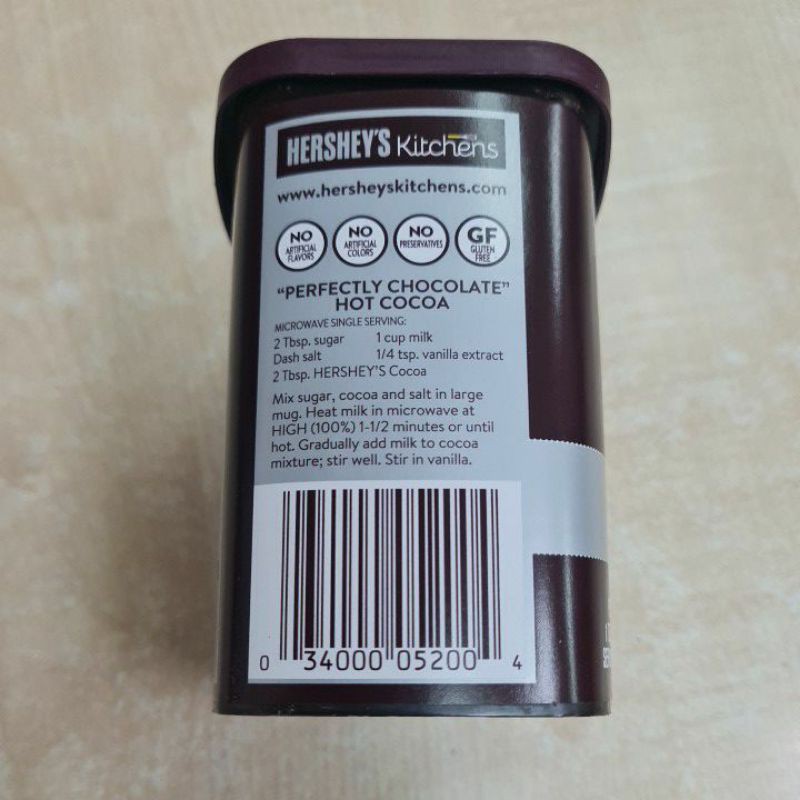 HERSHEY'S Kitchens
www.hersheyskitchens.com
NO
ARTIFICIAL
FLAVORS
NO
ARTIFICIAL
COLORS
NO
PRESERVATIVES
GF
GLUTEN
FREE
"PERFECTLY CHOCOLATE"
HOT COCOA
MICROWAVE SINGLE SERVING:
2 Tbsp. sugar 1 cup milk
Dash salt 1/4 tsp. vanilla extract
2 Tbsp. HERSHEY'S Cocoa
Mix sugar, cocoa and salt in large
mug. Heat milk in microwave at
HIGH (100%) 1-1/2 minutes or until
hot. Gradually add milk to cocoa
mixture; stir well. Stir in vanilla.
0 34000 05200 4